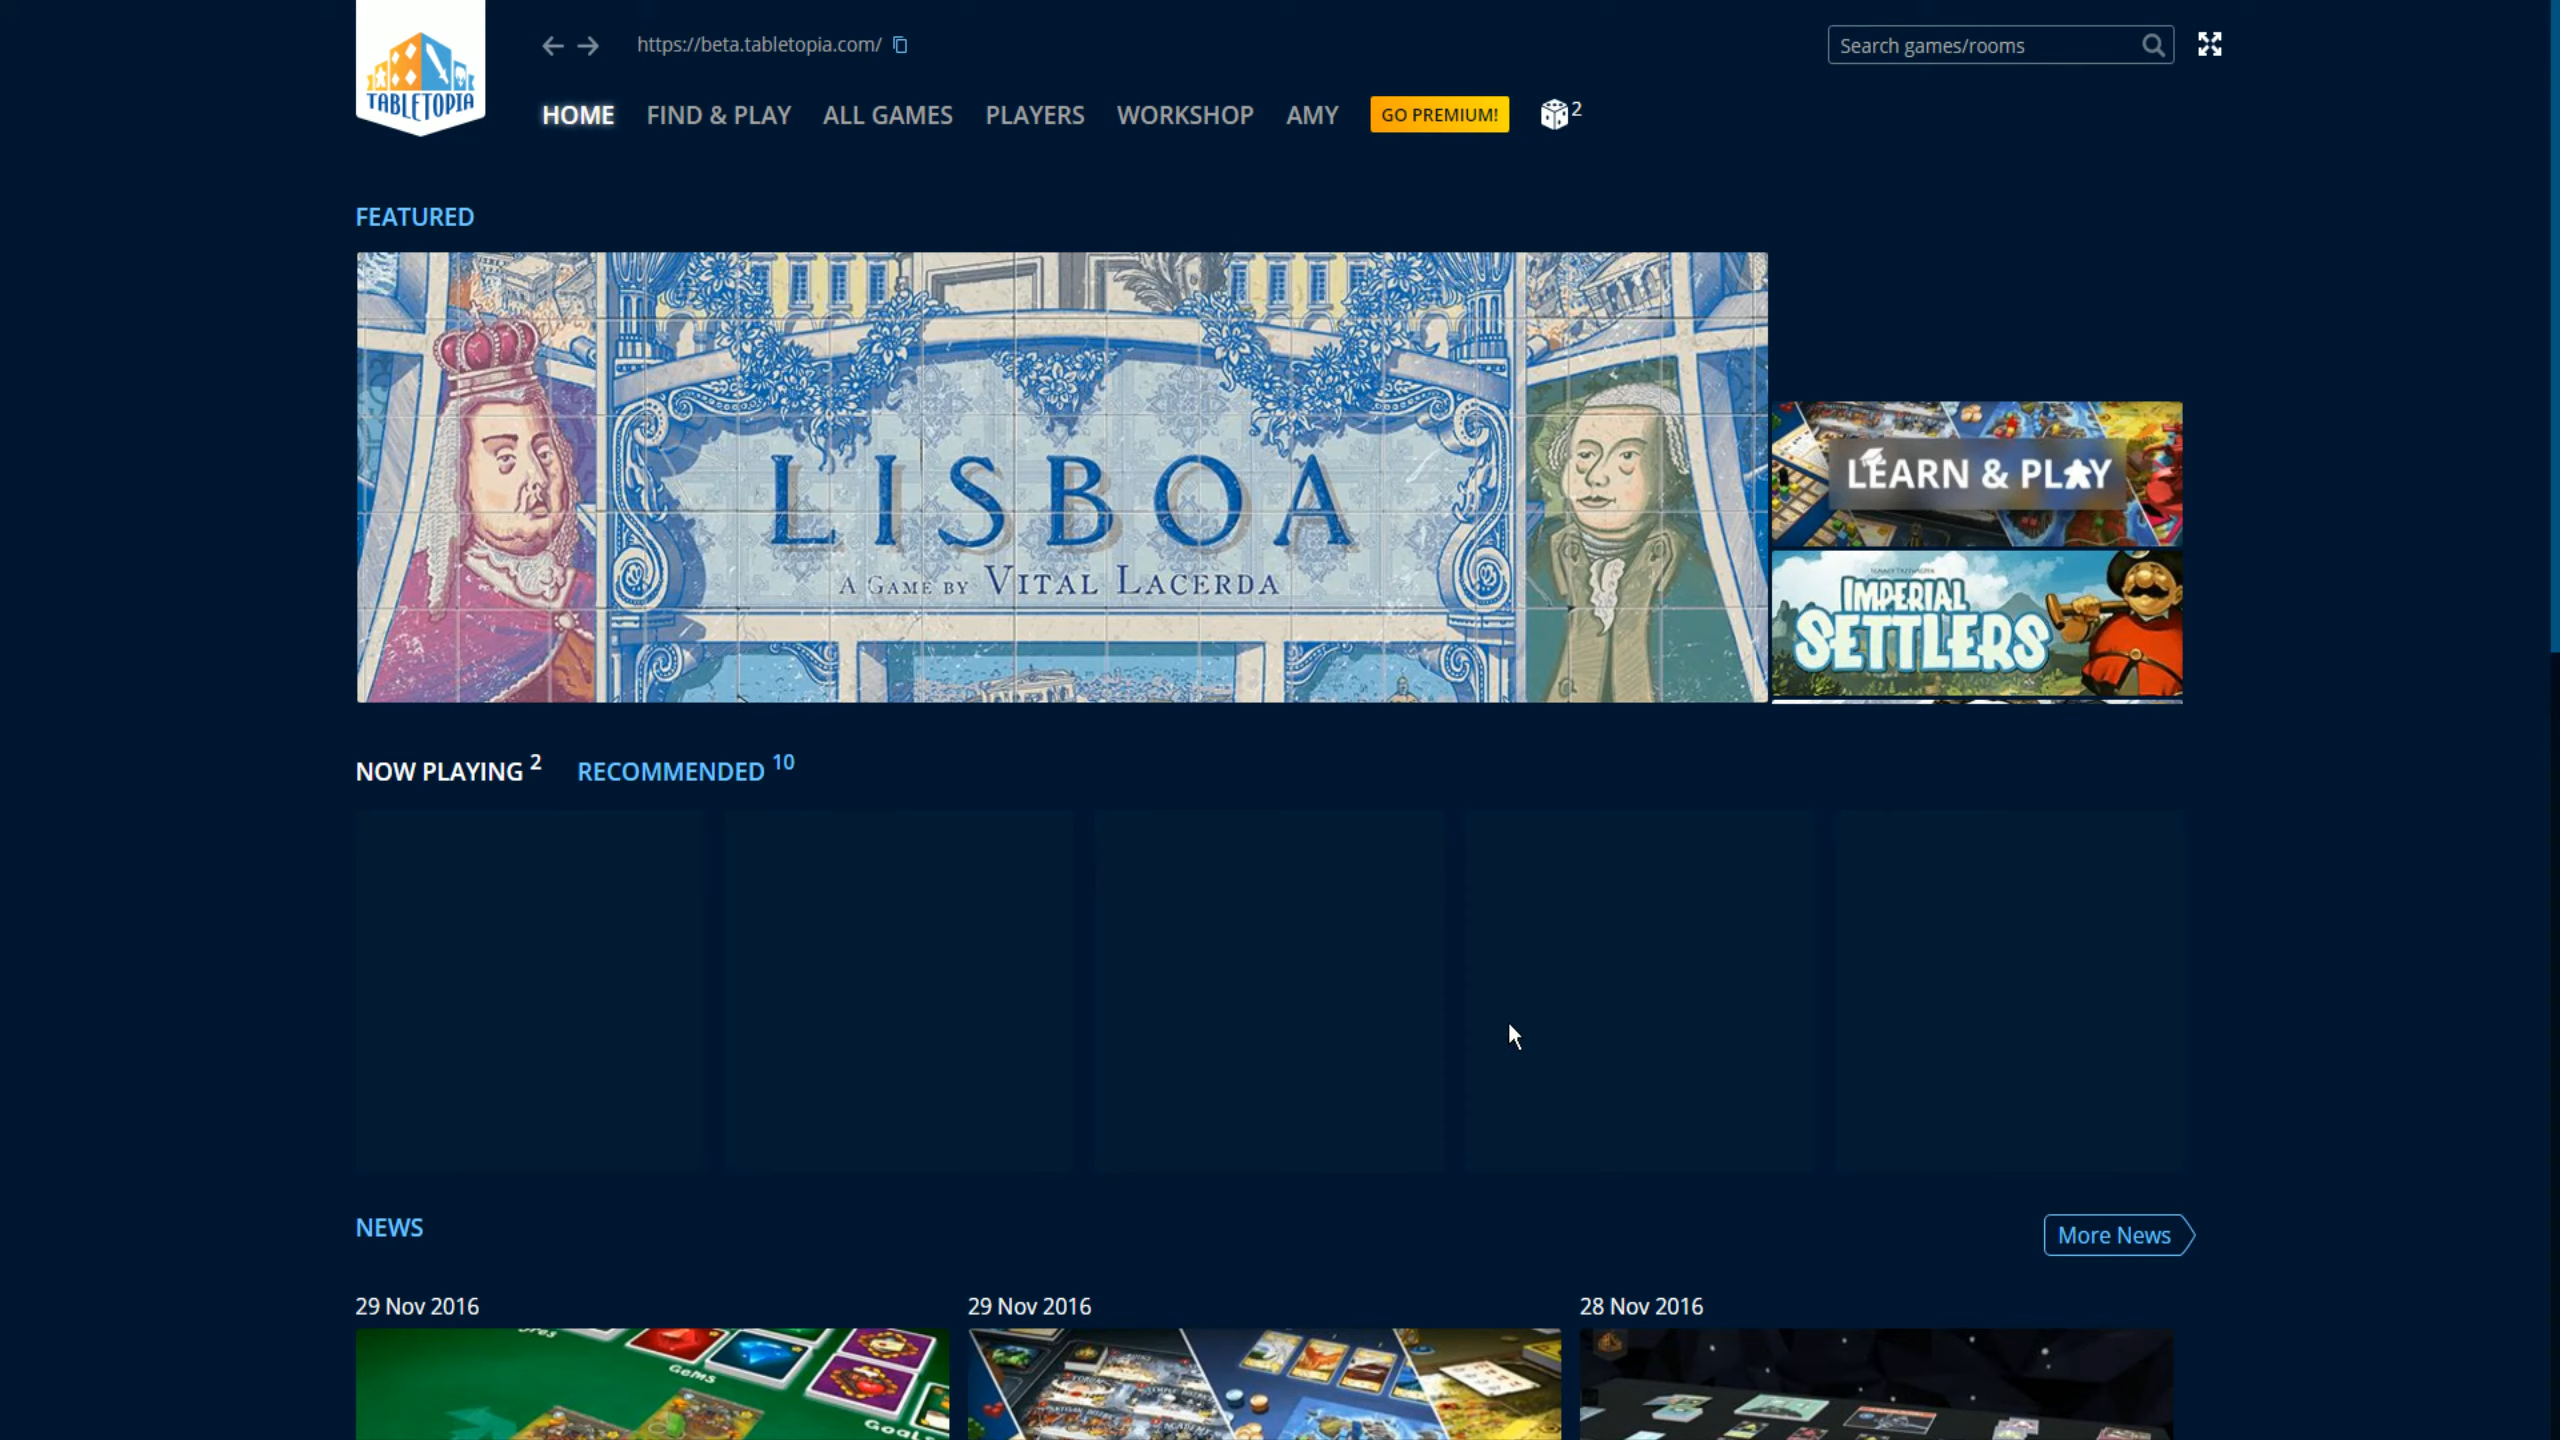 TABLETOPIA
https://beta.tabletopia.com/
Search games/rooms
HOME
FIND & PLAY
ALL GAMES
PLAYERS
WORKSHOP
AMY
GO PREMIUM!
2
FEATURED
LISBOA
A GAME BY VITAL LACERDA
LEARN & PLAY
IMPERIAL
SETTLERS
NOW PLAYING 2
RECOMMENDED 10
NEWS
More News
29 Nov 2016
29 Nov 2016
28 Nov 2016
Gems
Goals